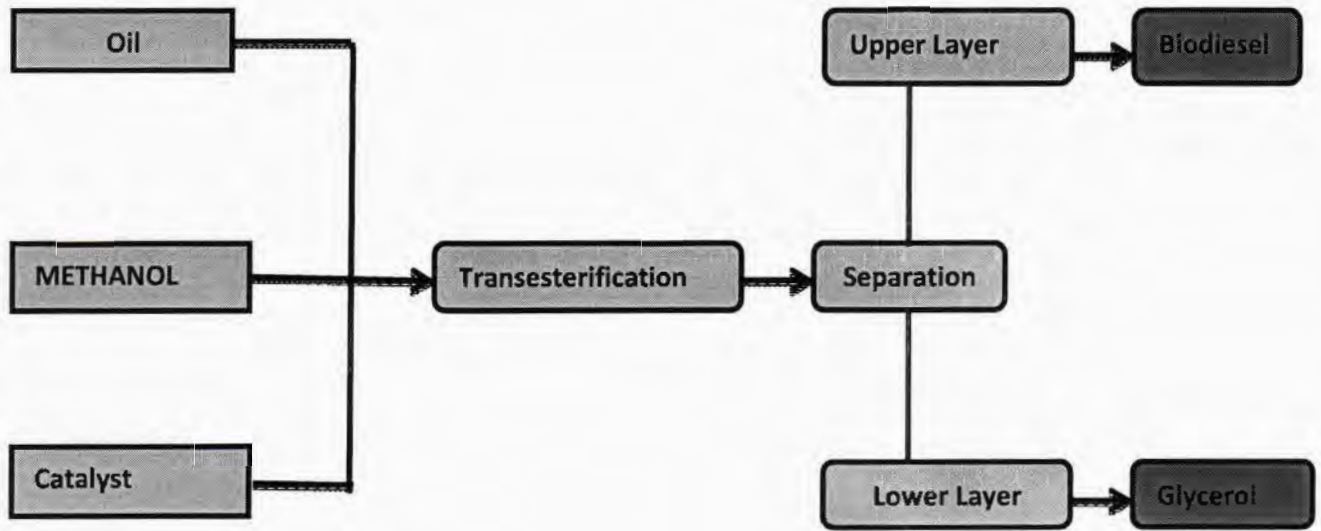 Oil
Upper Layer
Biodiesel
METHANOL
Transesterification
Separation
Catalyst
Lower Layer
Glycerol